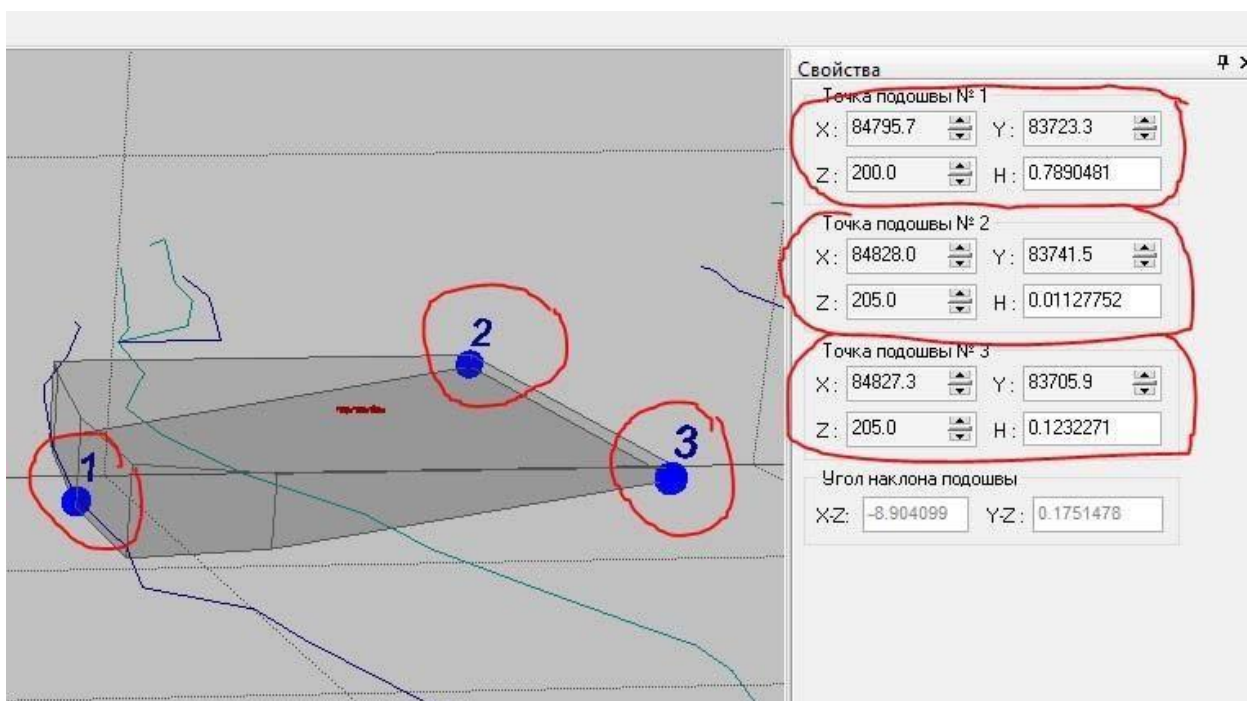 Свойства
Точка подошвы № 1
X: 84795.7 Y: 83723.3
Z: 200.0 H: 0.7890481
Точка подошвы № 2
X: 84828.0 Y: 83741.5
Z: 205.0 H: 0.01127752
Точка подошвы № 3
X: 84827.3 Y: 83705.9
Z: 205.0 H: 0.1232271
Угол наклона подошвы
X-Z: -8.904099 Y-Z: 0.1751478
2
3
1